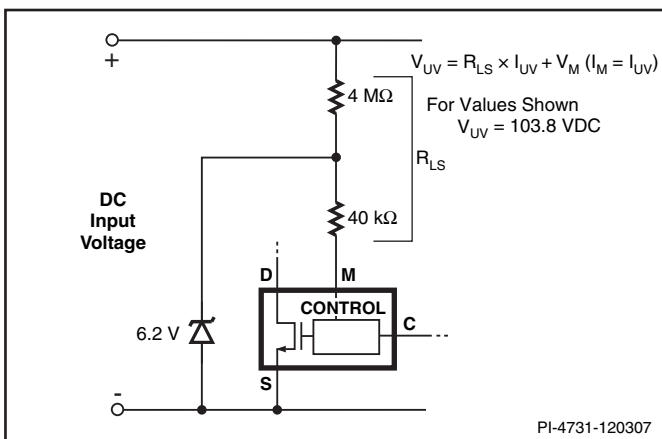 +
V_UV = R_LS × I_UV + V_M (I_M = I_UV)
4 MΩ
For Values Shown
V_UV = 103.8 VDC
R_LS
DC
Input
Voltage
40 kΩ
D
M
CONTROL
C
6.2 V
S
-
PI-4731-120307